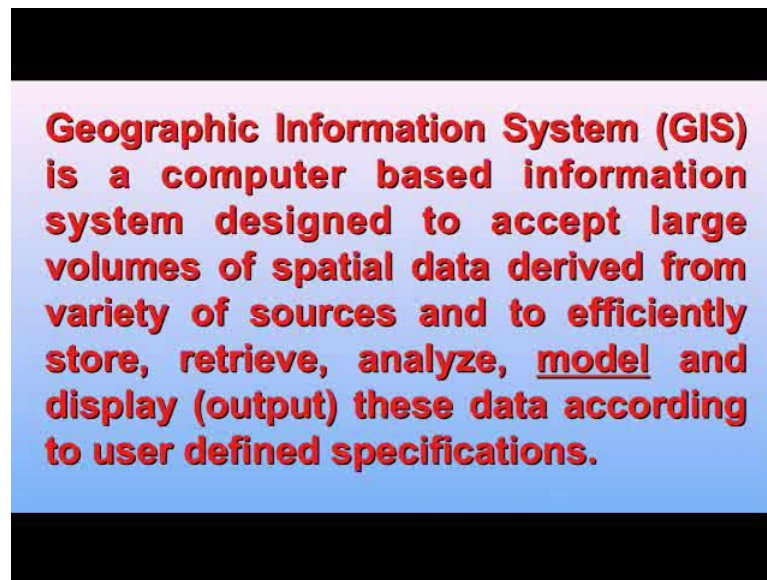 Geographic Information System (GIS)
is a computer based information
system designed to accept large
volumes of spatial data derived from
variety of sources and to efficiently
store, retrieve, analyze, model and
display (output) these data according
to user defined specifications.